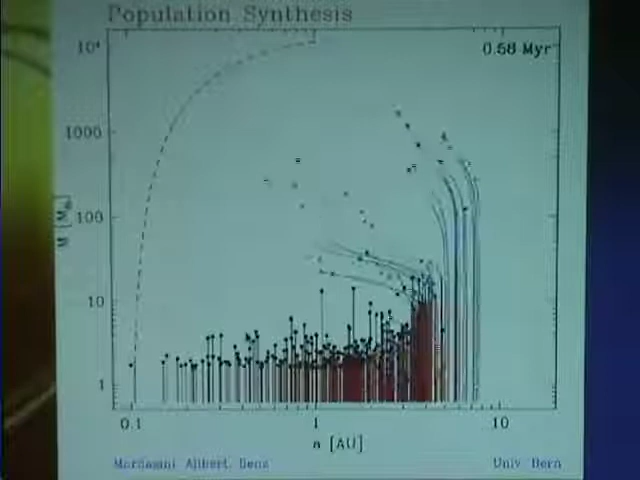 Population Synthesis
0.58 Myr
10⁴
1000
100
10
1
M [M⊕]
0.1
1
10
a [AU]
Mordasini Alibert Benz
Univ Bern